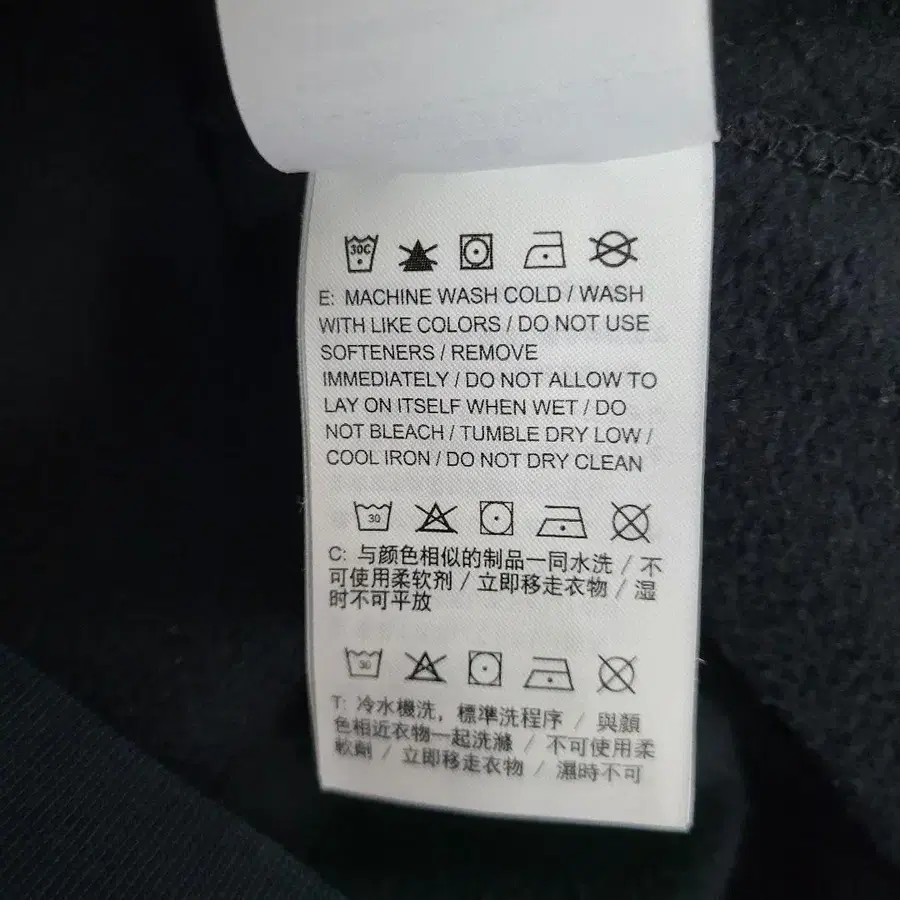 30C
E: MACHINE WASH COLD / WASH
WITH LIKE COLORS / DO NOT USE
SOFTENERS / REMOVE
IMMEDIATELY / DO NOT ALLOW TO
LAY ON ITSELF WHEN WET / DO
NOT BLEACH / TUMBLE DRY LOW /
COOL IRON / DO NOT DRY CLEAN
30
C: 与颜色相似的制品一同水洗 / 不
可使用柔软剂 / 立即移走衣物 / 湿
时不可平放
30
T: 冷水機洗，標準洗程序 / 與顏
色相近衣物一起洗滌 / 不可使用柔
軟劑 / 立即移走衣物 / 濕時不可